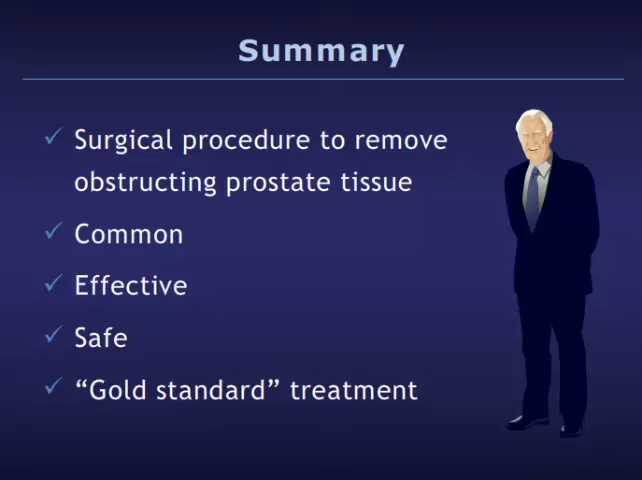 Summary
✓ Surgical procedure to remove
obstructing prostate tissue
✓ Common
✓ Effective
✓ Safe
✓ “Gold standard” treatment